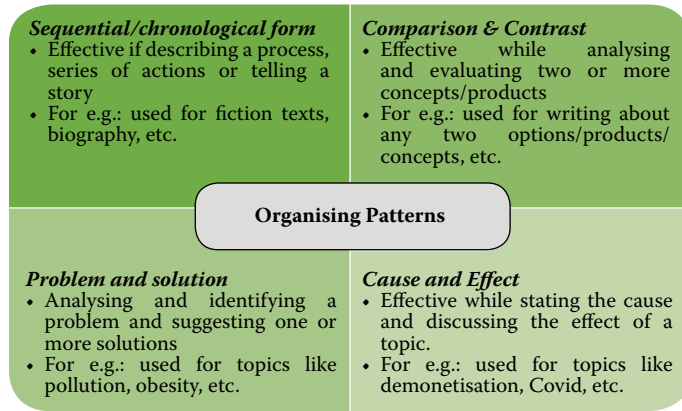 Sequential/chronological form
• Effective if describing a process,
series of actions or telling a
story
• For e.g.: used for fiction texts,
biography, etc.
Comparison & Contrast
• Effective while analysing
and evaluating two or more
concepts/products
• For e.g.: used for writing about
any two options/products/
concepts, etc.
Organising Patterns
Problem and solution
• Analysing and identifying a
problem and suggesting one or
more solutions
• For e.g.: used for topics like
pollution, obesity, etc.
Cause and Effect
• Effective while stating the cause
and discussing the effect of a
topic.
• For e.g.: used for topics like
demonetisation, Covid, etc.